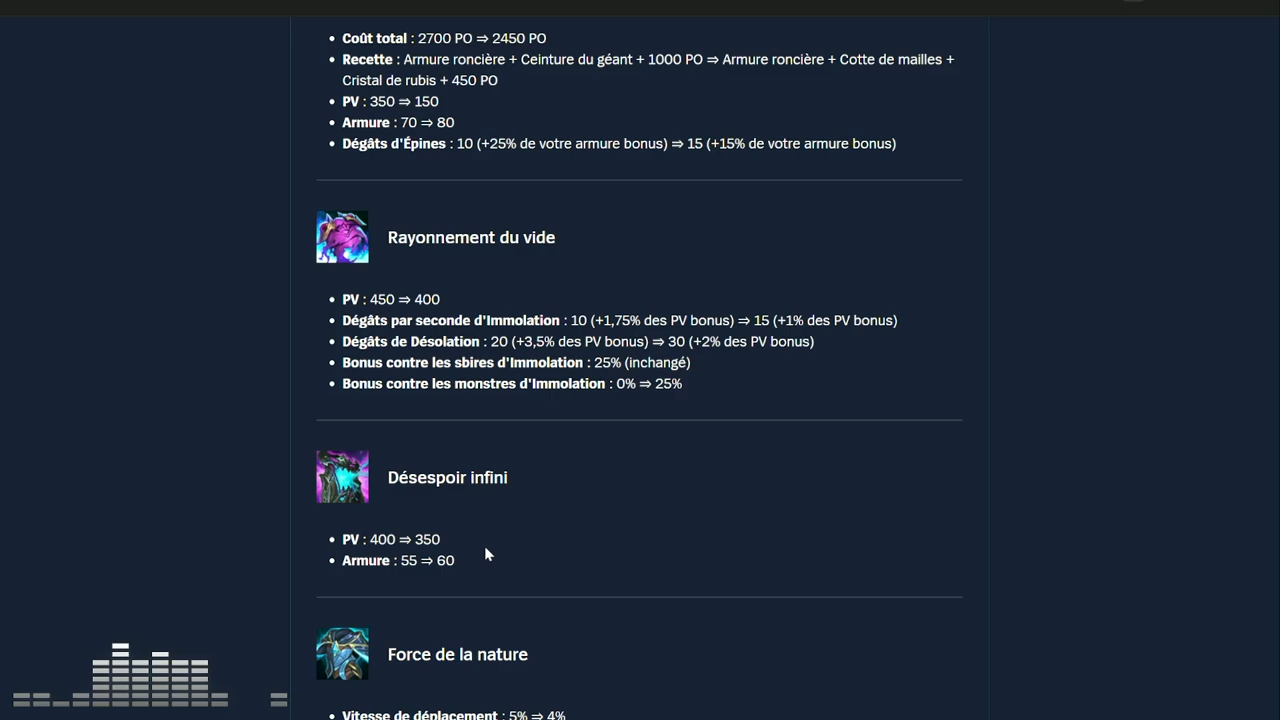 Coût total : 2700 PO ⇒ 2450 PO
Recette : Armure roncière + Ceinture du géant + 1000 PO ⇒ Armure roncière + Cotte de mailles +
Cristal de rubis + 450 PO
PV : 350 ⇒ 150
Armure : 70 ⇒ 80
Dégâts d'Épines : 10 (+25% de votre armure bonus) ⇒ 15 (+15% de votre armure bonus)
Rayonnement du vide
PV : 450 ⇒ 400
Dégâts par seconde d'Immolation : 10 (+1,75% des PV bonus) ⇒ 15 (+1% des PV bonus)
Dégâts de Désolation : 20 (+3,5% des PV bonus) ⇒ 30 (+2% des PV bonus)
Bonus contre les sbires d'Immolation : 25% (inchangé)
Bonus contre les monstres d'Immolation : 0% ⇒ 25%
Désespoir infini
PV : 400 ⇒ 350
Armure : 55 ⇒ 60
Force de la nature
Vitesse de déplacement : 5% ⇒ 4%